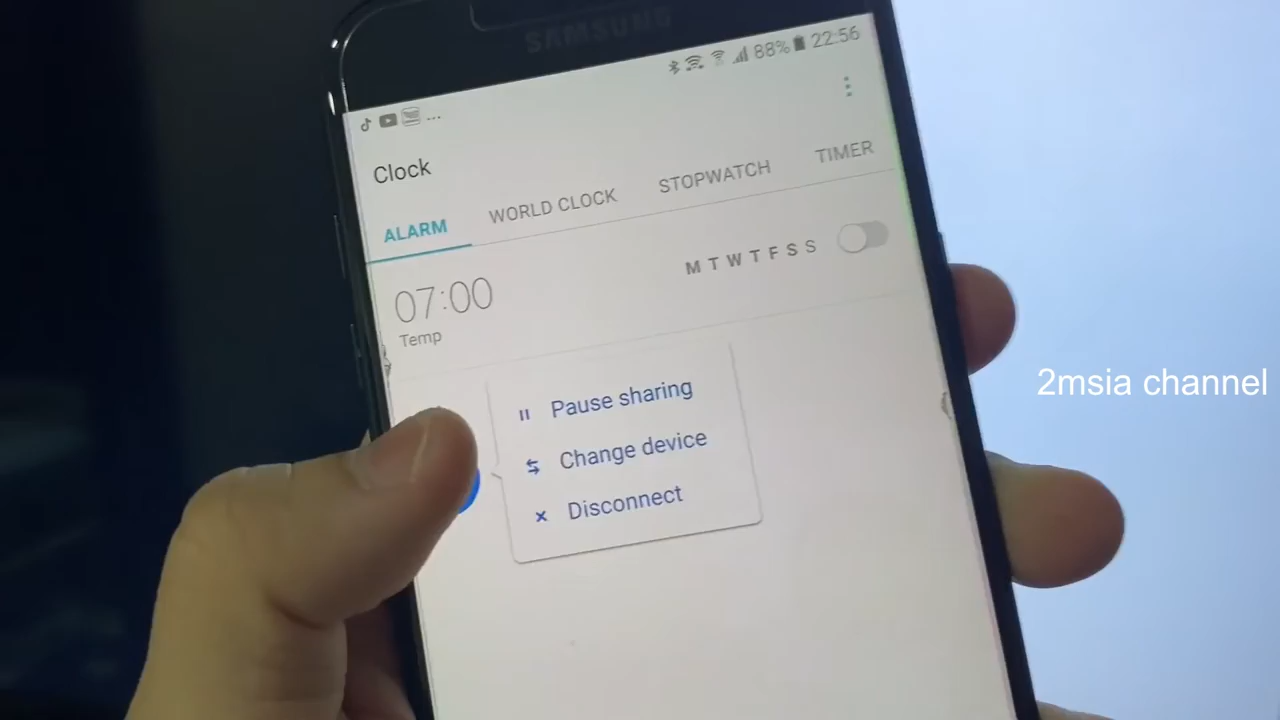 SAMSUNG
88% 22:56
...
Clock
ALARM WORLD CLOCK STOPWATCH TIMER
07:00 M T W T F S S
Temp
Pause sharing
Change device
Disconnect
2msia channel